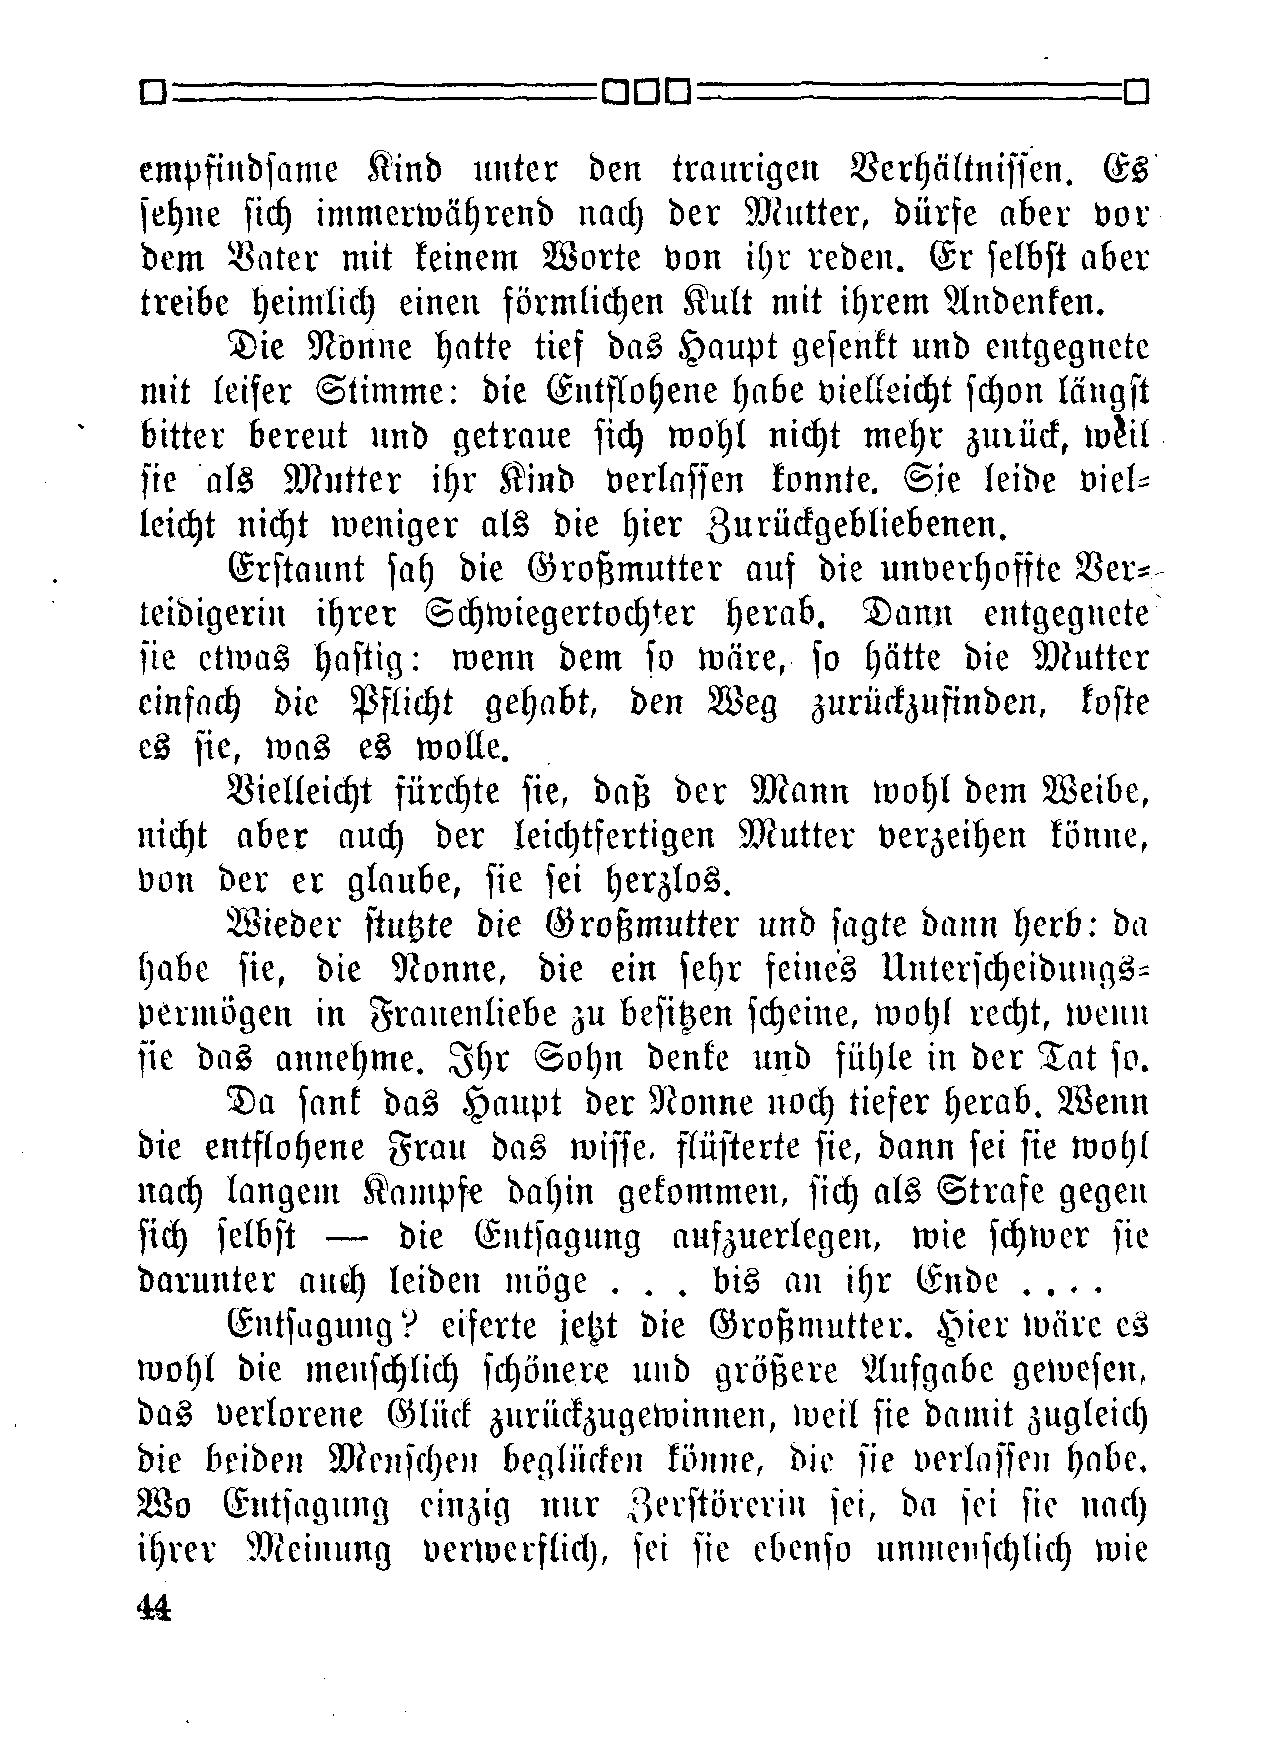 empfindsame Kind unter den traurigen Verhältnissen. Es
sehne sich immerwährend nach der Mutter, dürfe aber vor
dem Vater mit keinem Worte von ihr reden. Er selbst aber
treibe heimlich einen förmlichen Kult mit ihrem Andenken.
Die Nonne hatte tief das Haupt gesenkt und entgegnete
mit leiser Stimme: die Entflohene habe vielleicht schon längst
bitter bereut und getraue sich wohl nicht mehr zurück, weil
sie als Mutter ihr Kind verlassen konnte. Sie leide viel-
leicht nicht weniger als die hier Zurückgebliebenen.
Erstaunt sah die Großmutter auf die unverhoffte Ver-
teidigerin ihrer Schwiegertochter herab. Dann entgegnete
sie etwas hastig: wenn dem so wäre, so hätte die Mutter
einfach die Pflicht gehabt, den Weg zurückzufinden, koste
es sie, was es wolle.
Vielleicht fürchte sie, daß der Mann wohl dem Weibe,
nicht aber auch der leichtfertigen Mutter verzeihen könne,
von der er glaube, sie sei herzlos.
Wieder stutzte die Großmutter und sagte dann herb: da
habe sie, die Nonne, die ein sehr feines Unterscheidungs-
vermögen in Frauenliebe zu besitzen scheine, wohl recht, wenn
sie das annehme. Ihr Sohn denke und fühle in der Tat so.
Da sank das Haupt der Nonne noch tiefer herab. Wenn
die entflohene Frau das wisse, flüsterte sie, dann sei sie wohl
nach langem Kampfe dahin gekommen, sich als Strafe gegen
sich selbst — die Entsagung aufzuerlegen, wie schwer sie
darunter auch leiden möge . . . bis an ihr Ende . . . .
Entsagung? eiferte jetzt die Großmutter. Hier wäre es
wohl die menschlich schönere und größere Aufgabe gewesen,
das verlorene Glück zurückzugewinnen, weil sie damit zugleich
die beiden Menschen beglücken könne, die sie verlassen habe.
Wo Entsagung einzig nur Zerstörerin sei, da sei sie nach
ihrer Meinung verwerflich, sei sie ebenso unmenschlich wie
44